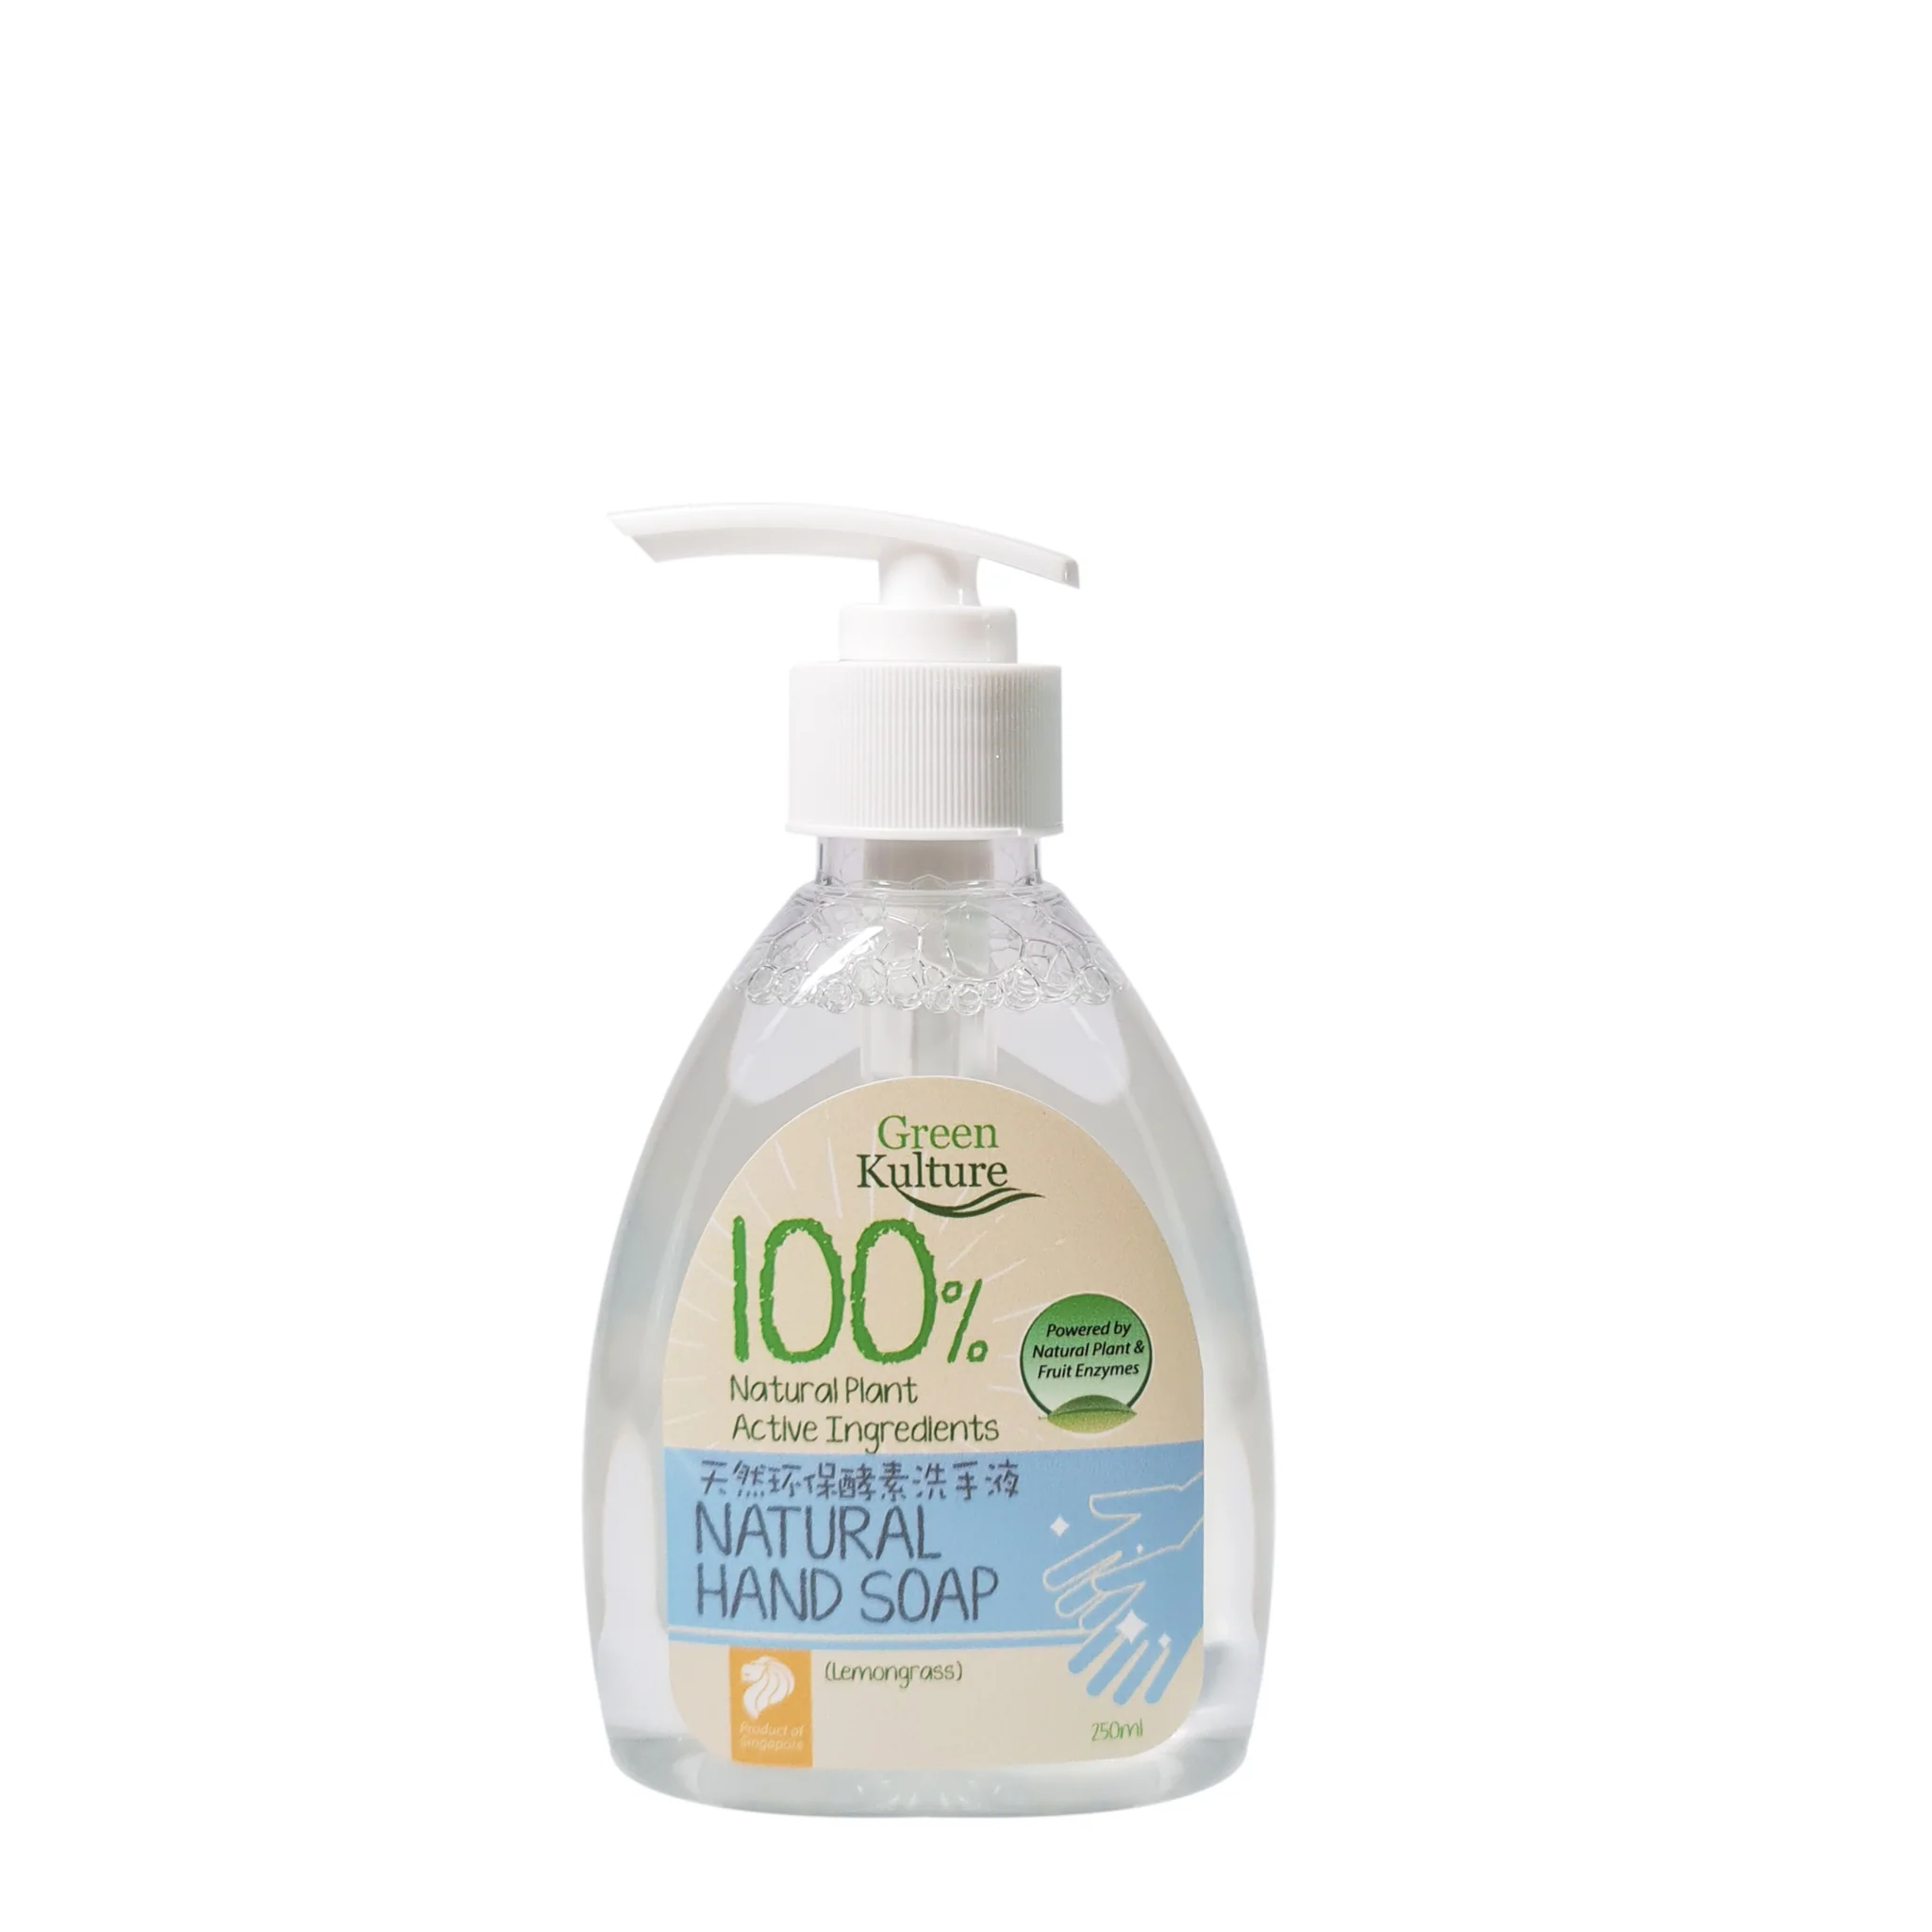 Green
Kulture
100%
Natural Plant
Active Ingredients
Powered by
Natural Plant &
Fruit Enzymes
天然环保酵素洗手液
NATURAL
HAND SOAP
(Lemongrass)
Product of
Singapore
250ml